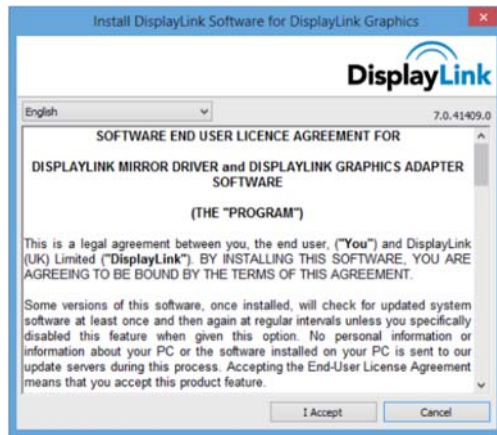 Install DisplayLink Software for DisplayLink Graphics
DisplayLink
English
7.0.41409.0
SOFTWARE END USER LICENCE AGREEMENT FOR
DISPLAYLINK MIRROR DRIVER and DISPLAYLINK GRAPHICS ADAPTER
SOFTWARE
(THE "PROGRAM")
This is a legal agreement between you, the end user, ("You") and DisplayLink
(UK) Limited ("DisplayLink"). BY INSTALLING THIS SOFTWARE, YOU ARE
AGREEING TO BE BOUND BY THE TERMS OF THIS AGREEMENT.
Some versions of this software, once installed, will check for updated system
software at least once and then again at regular intervals unless you specifically
disabled this feature when given this option. No personal information or
information about your PC or the software installed on your PC is sent to our
update servers during this process. Accepting the End-User License Agreement
means that you accept this product feature.
I Accept
Cancel